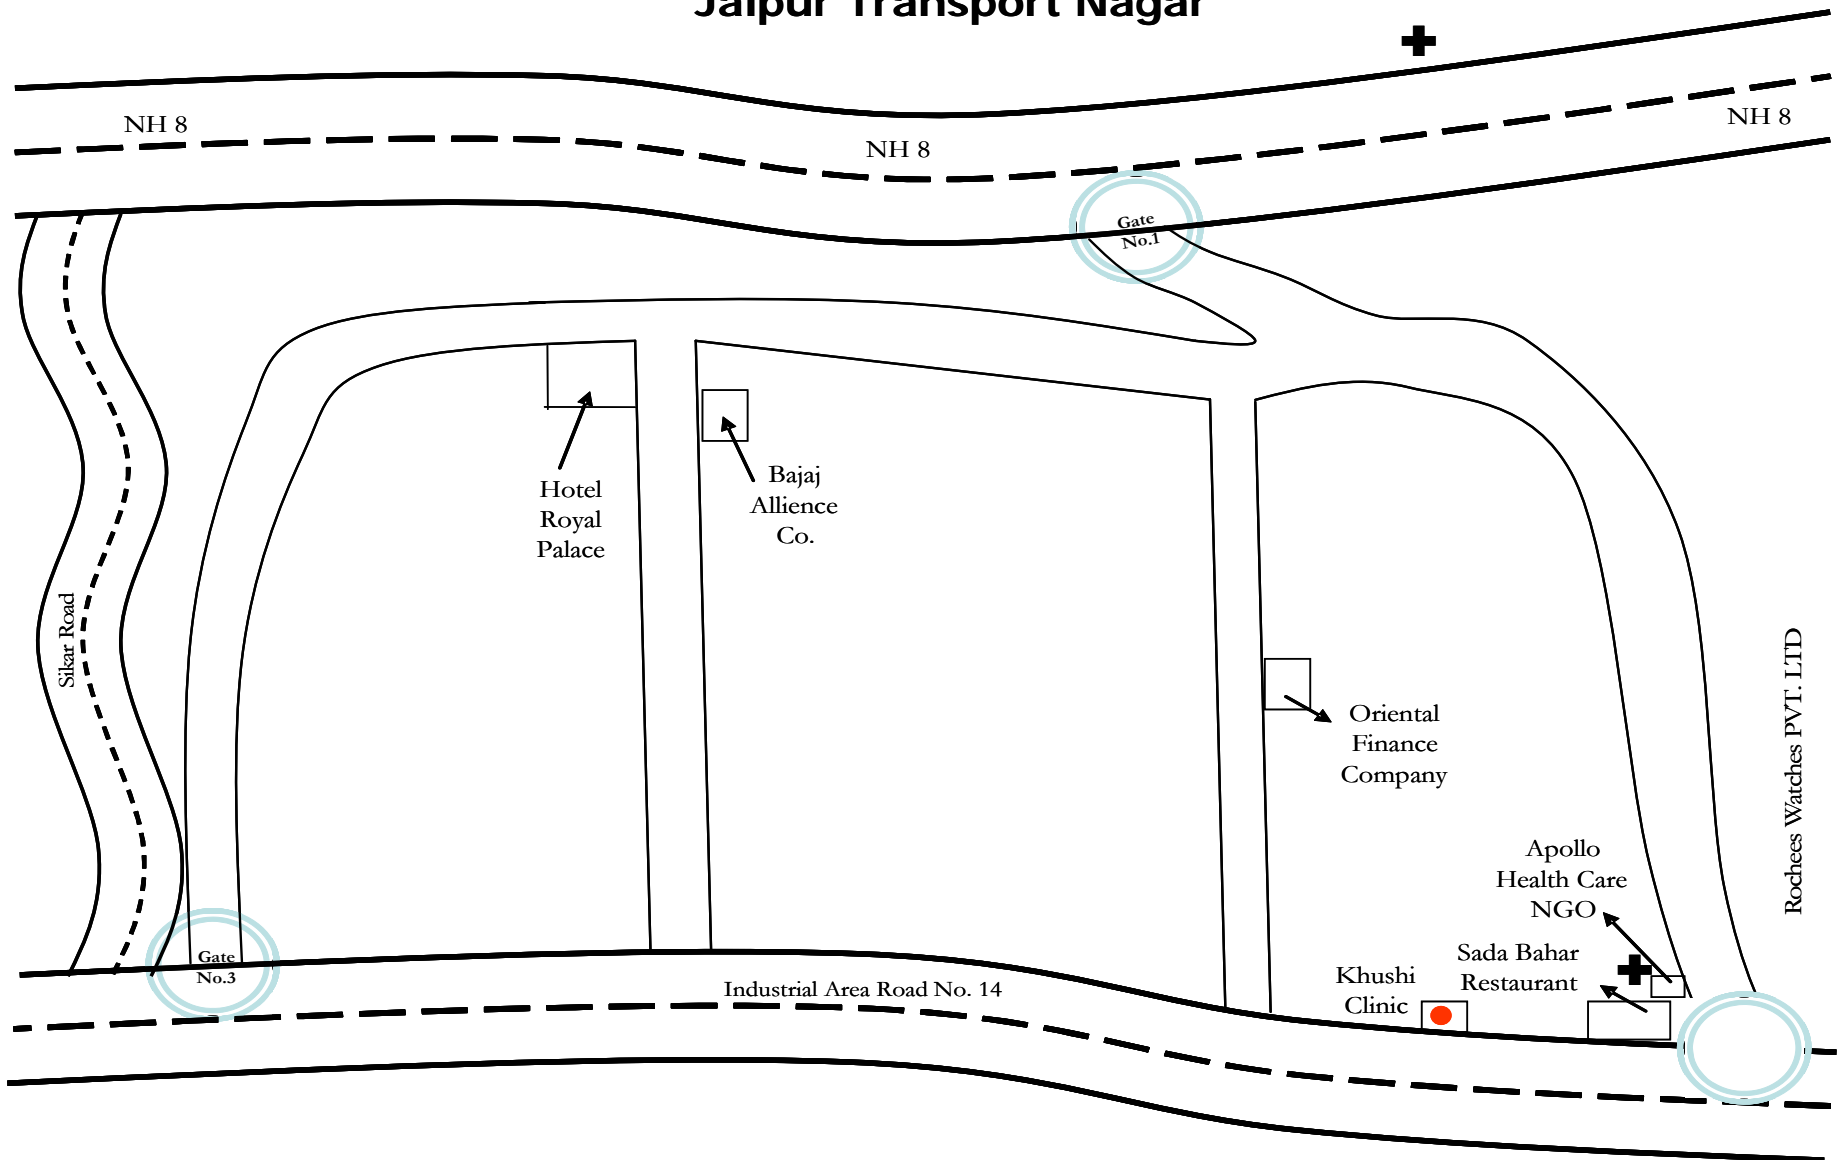 Jaipur Transport Nagar
NH 8
NH 8
NH 8
Gate
No.1
Hotel
Royal
Palace
Bajaj
Allience
Co.
Sikar Road
Oriental
Finance
Company
Rochees Watches PVT. LTD
Apollo
Health Care
NGO
Sada Bahar
Restaurant
Khushi
Clinic
Gate
No.3
Industrial Area Road No. 14